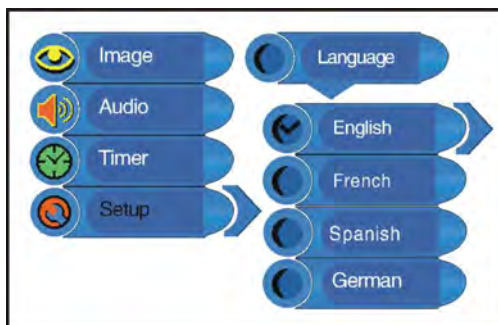 Image
Audio
Timer
Setup
Language
English
French
Spanish
German